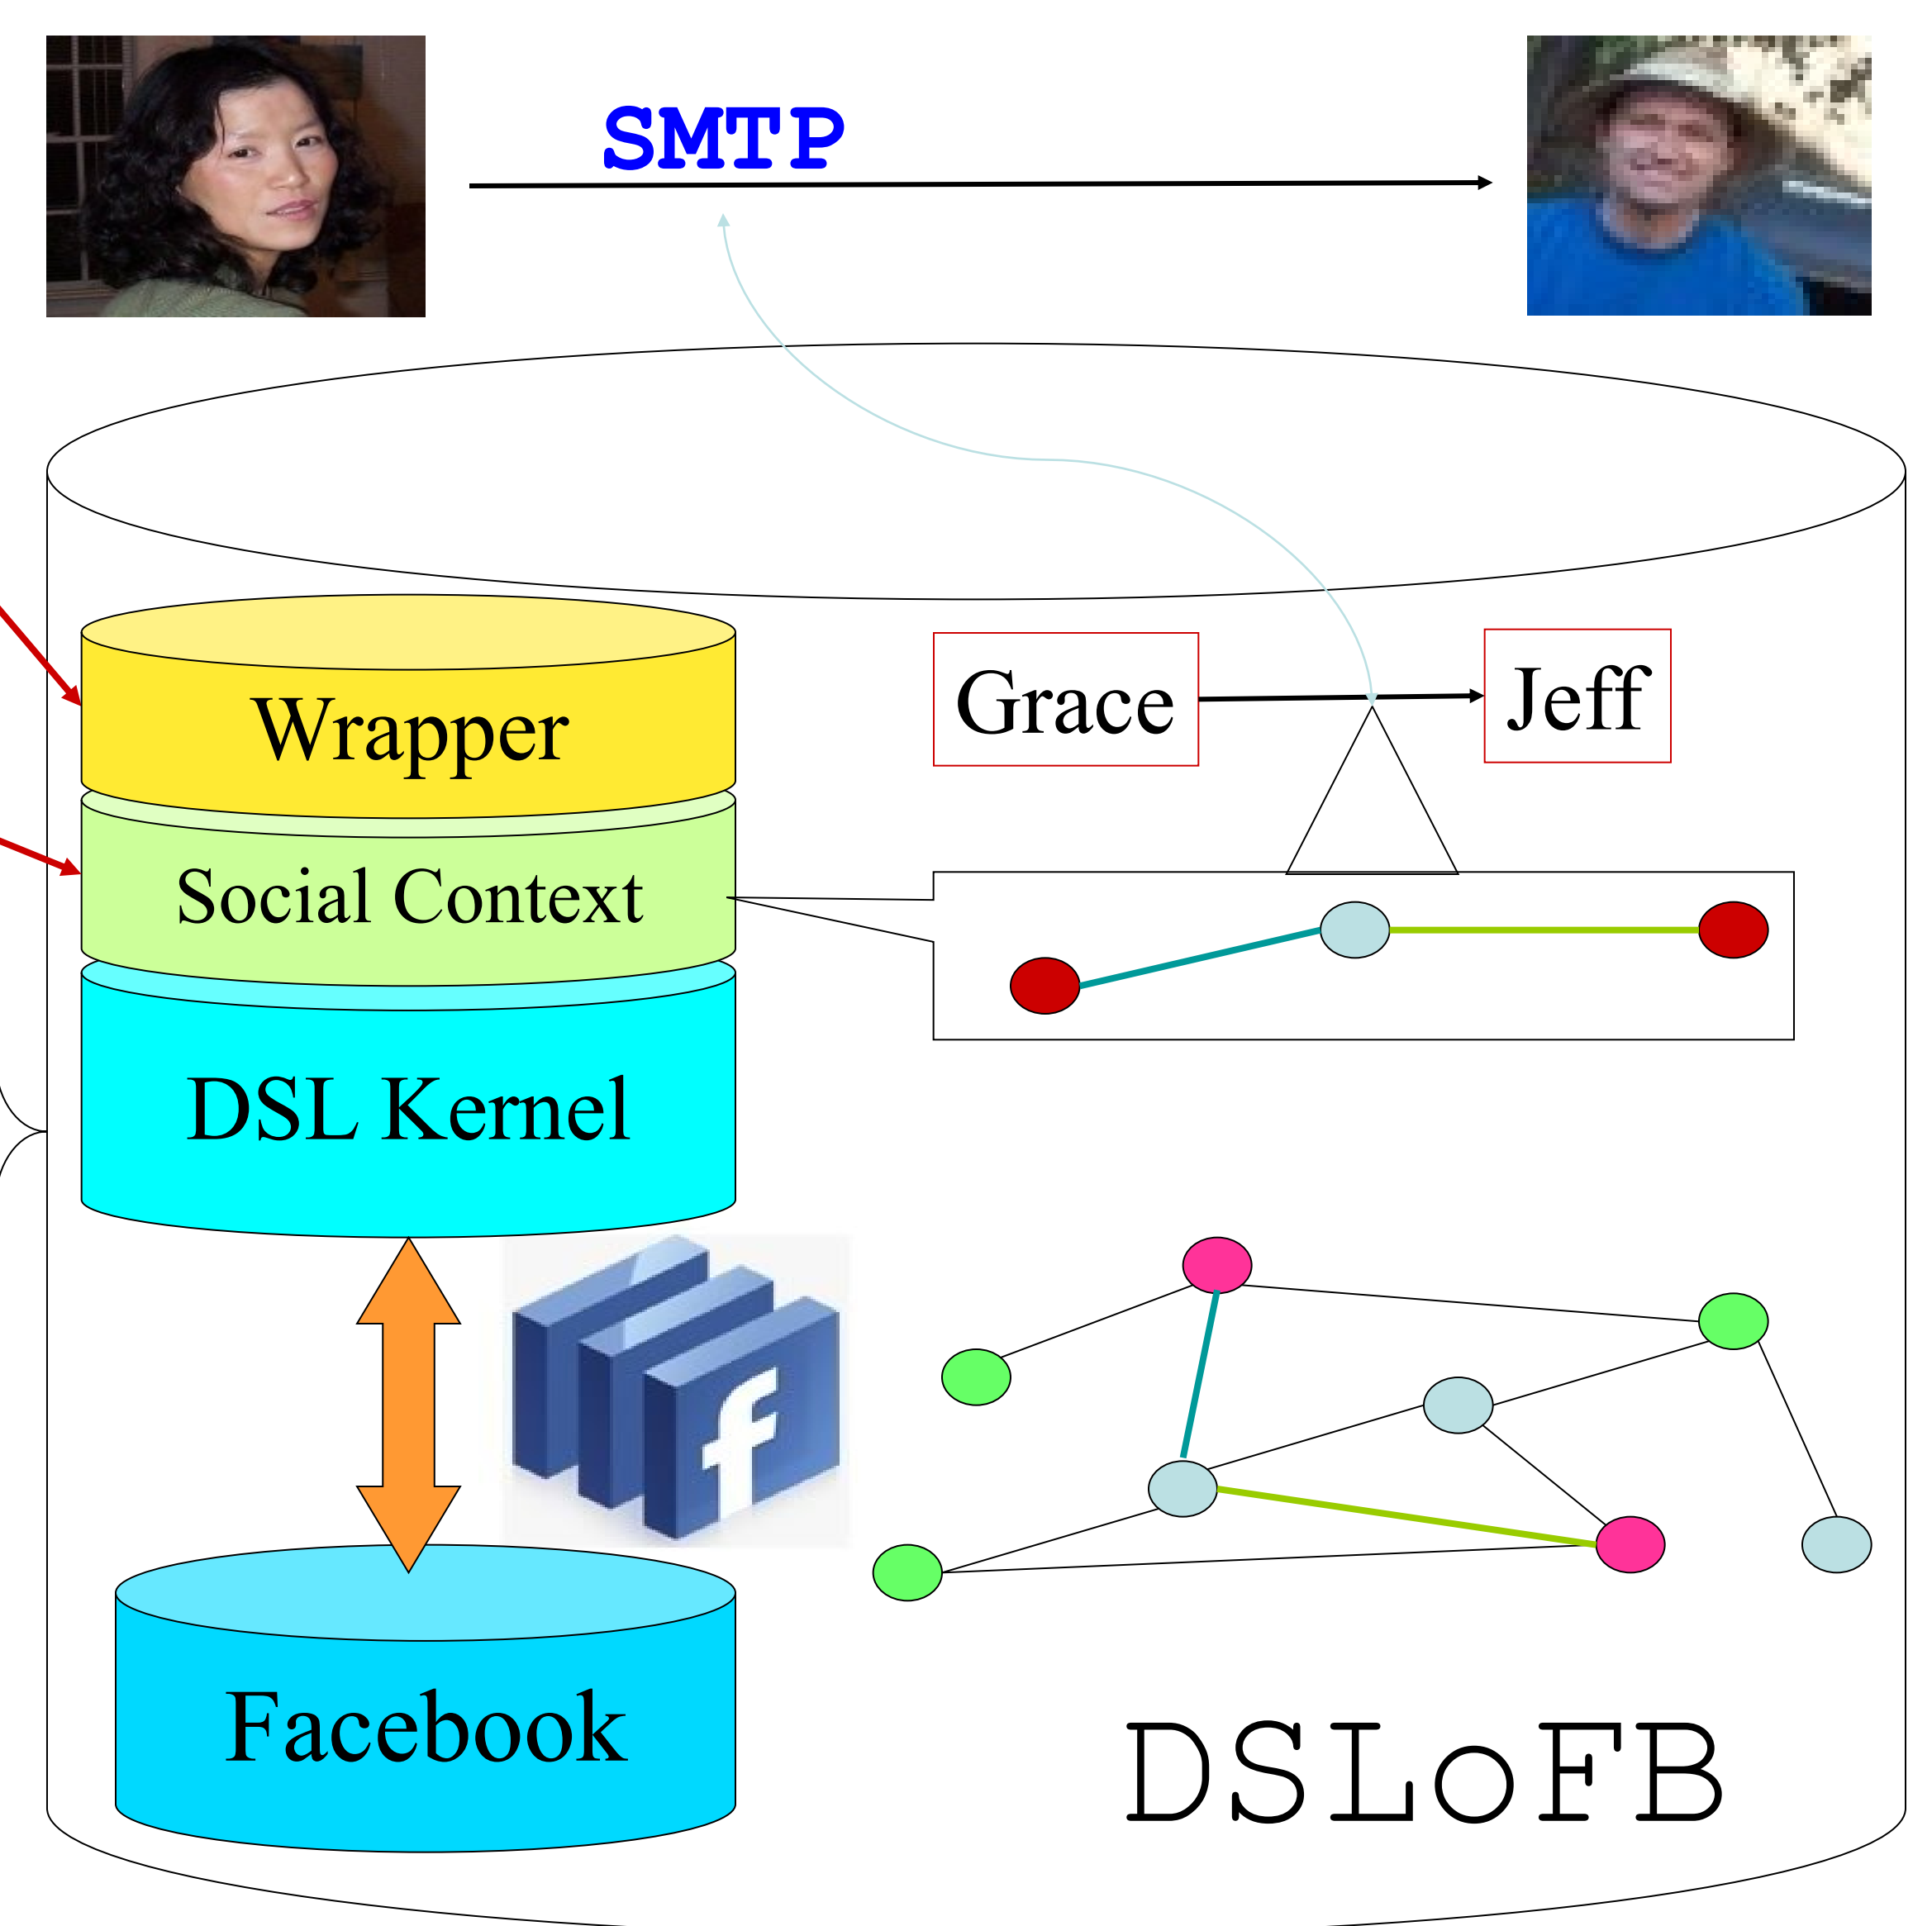 SMTP
Wrapper
Grace
Jeff
Social Context
DSL Kernel
f
Facebook
DSLoFB